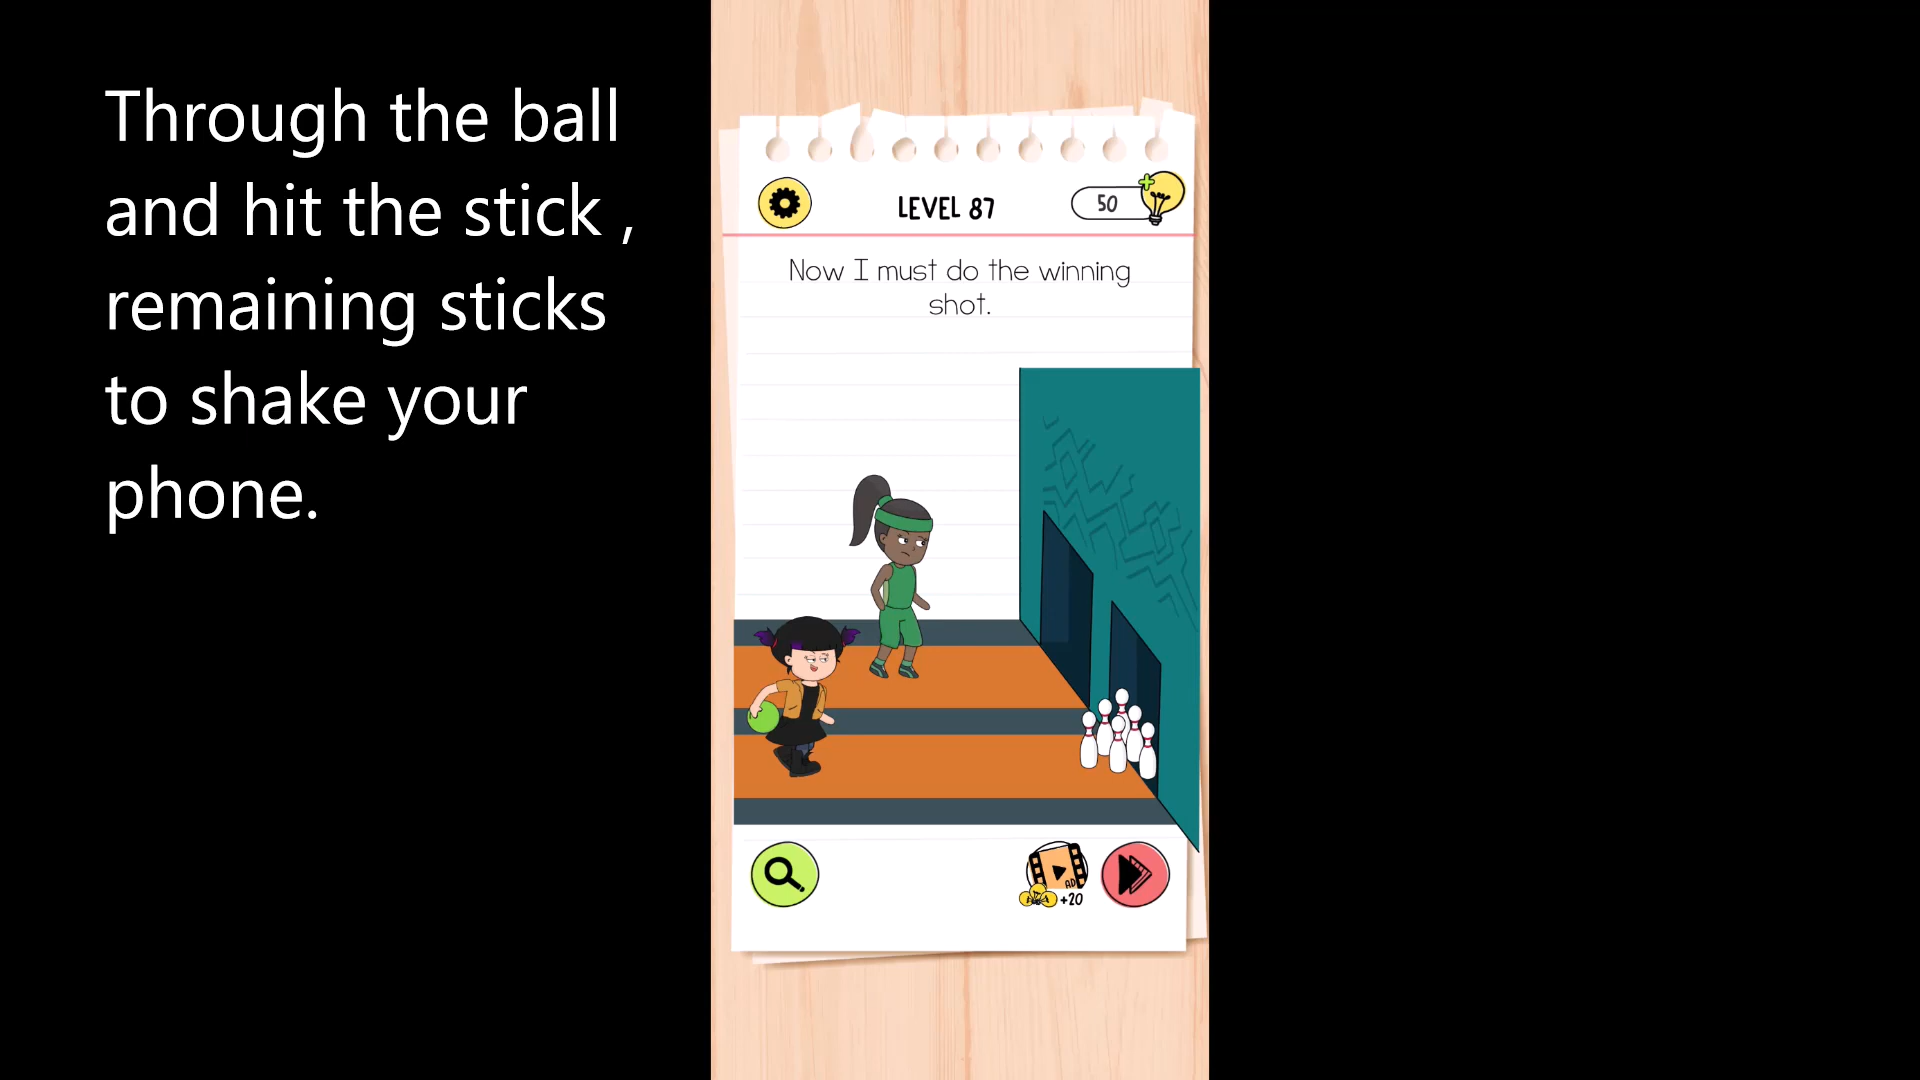 Through the ball
and hit the stick ,
remaining sticks
to shake your
phone.
LEVEL 87
50
Now I must do the winning
shot.
AD
+20